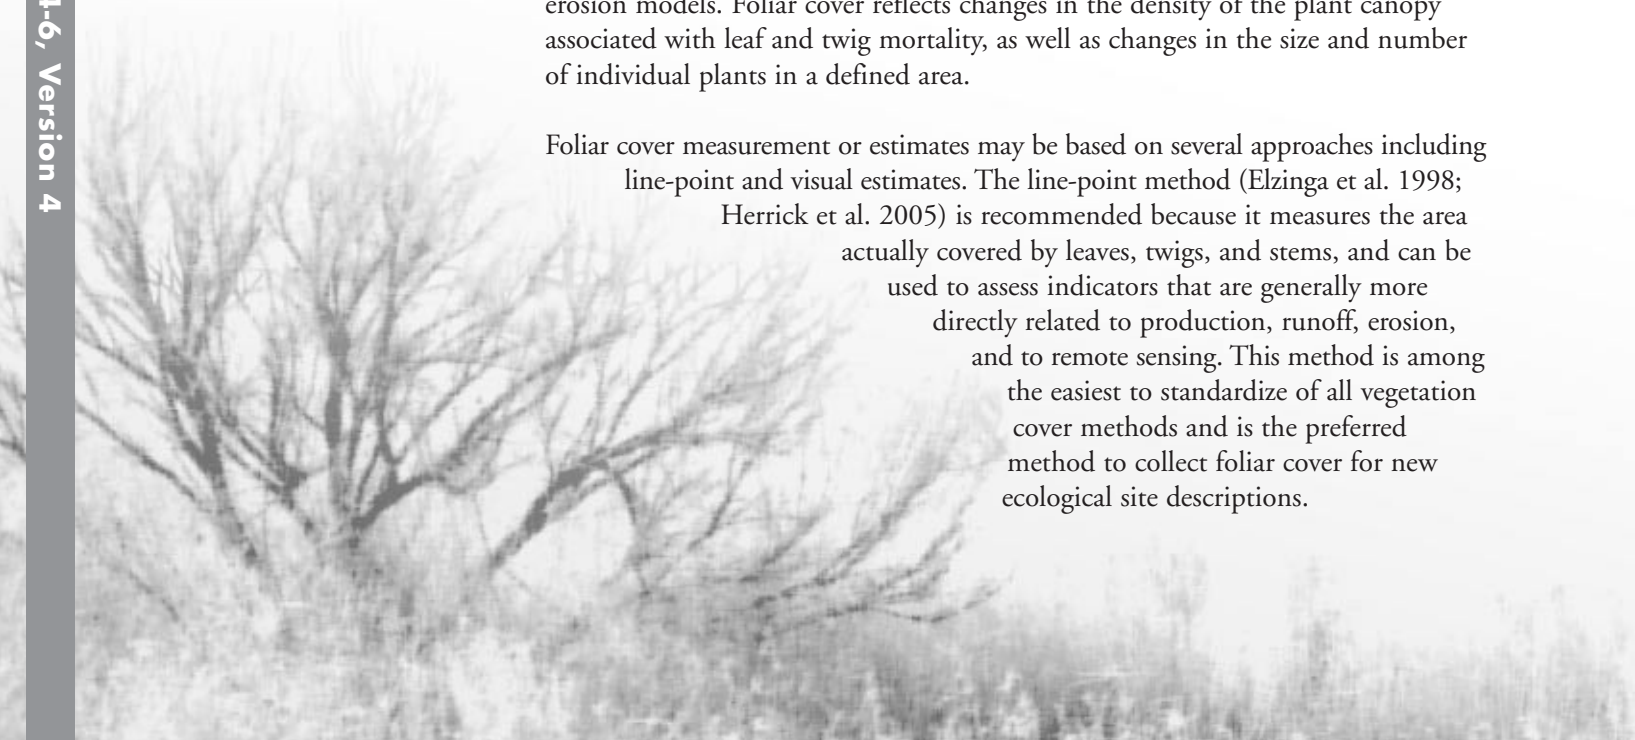 4-6, Version 4
erosion models. Foliar cover reflects changes in the density of the plant canopy
associated with leaf and twig mortality, as well as changes in the size and number
of individual plants in a defined area.
Foliar cover measurement or estimates may be based on several approaches including
line-point and visual estimates. The line-point method (Elzinga et al. 1998;
Herrick et al. 2005) is recommended because it measures the area
actually covered by leaves, twigs, and stems, and can be
used to assess indicators that are generally more
directly related to production, runoff, erosion,
and to remote sensing. This method is among
the easiest to standardize of all vegetation
cover methods and is the preferred
method to collect foliar cover for new
ecological site descriptions.